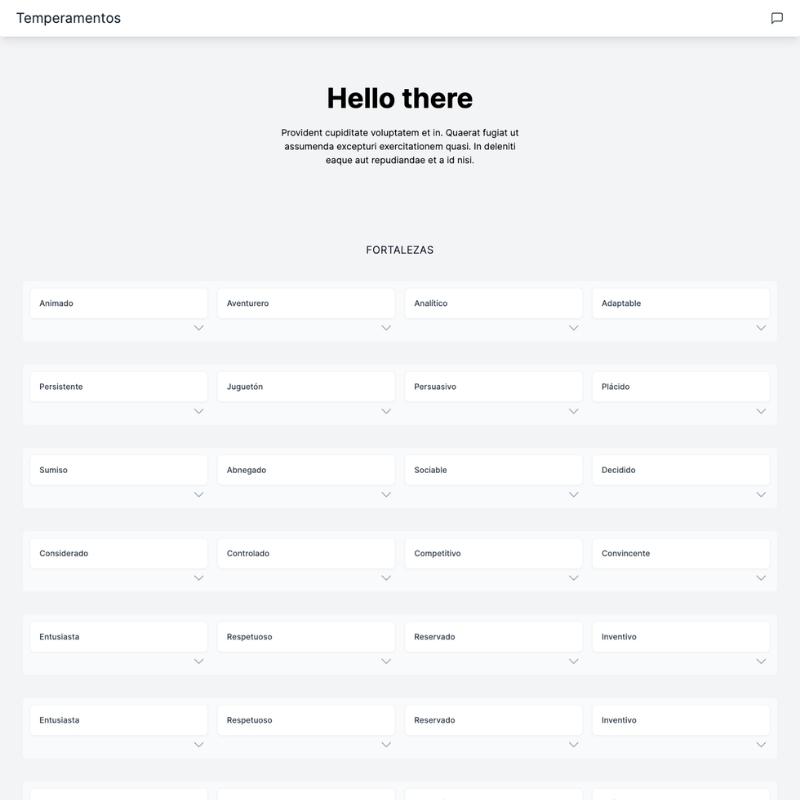 Temperamentos
Hello there
Provident cupiditate voluptatem et in. Quaerat fugiat ut
assumenda excepturi exercitationem quasi. In deleniti
eaque aut repudiandae et a id nisi.
FORTALEZAS
Animado Aventurero Analítico Adaptable
Persistente Juguetón Persuasivo Plácido
Sumiso Abnegado Sociable Decidido
Considerado Controlado Competitivo Convincente
Entusiasta Respetuoso Reservado Inventivo
Entusiasta Respetuoso Reservado Inventivo